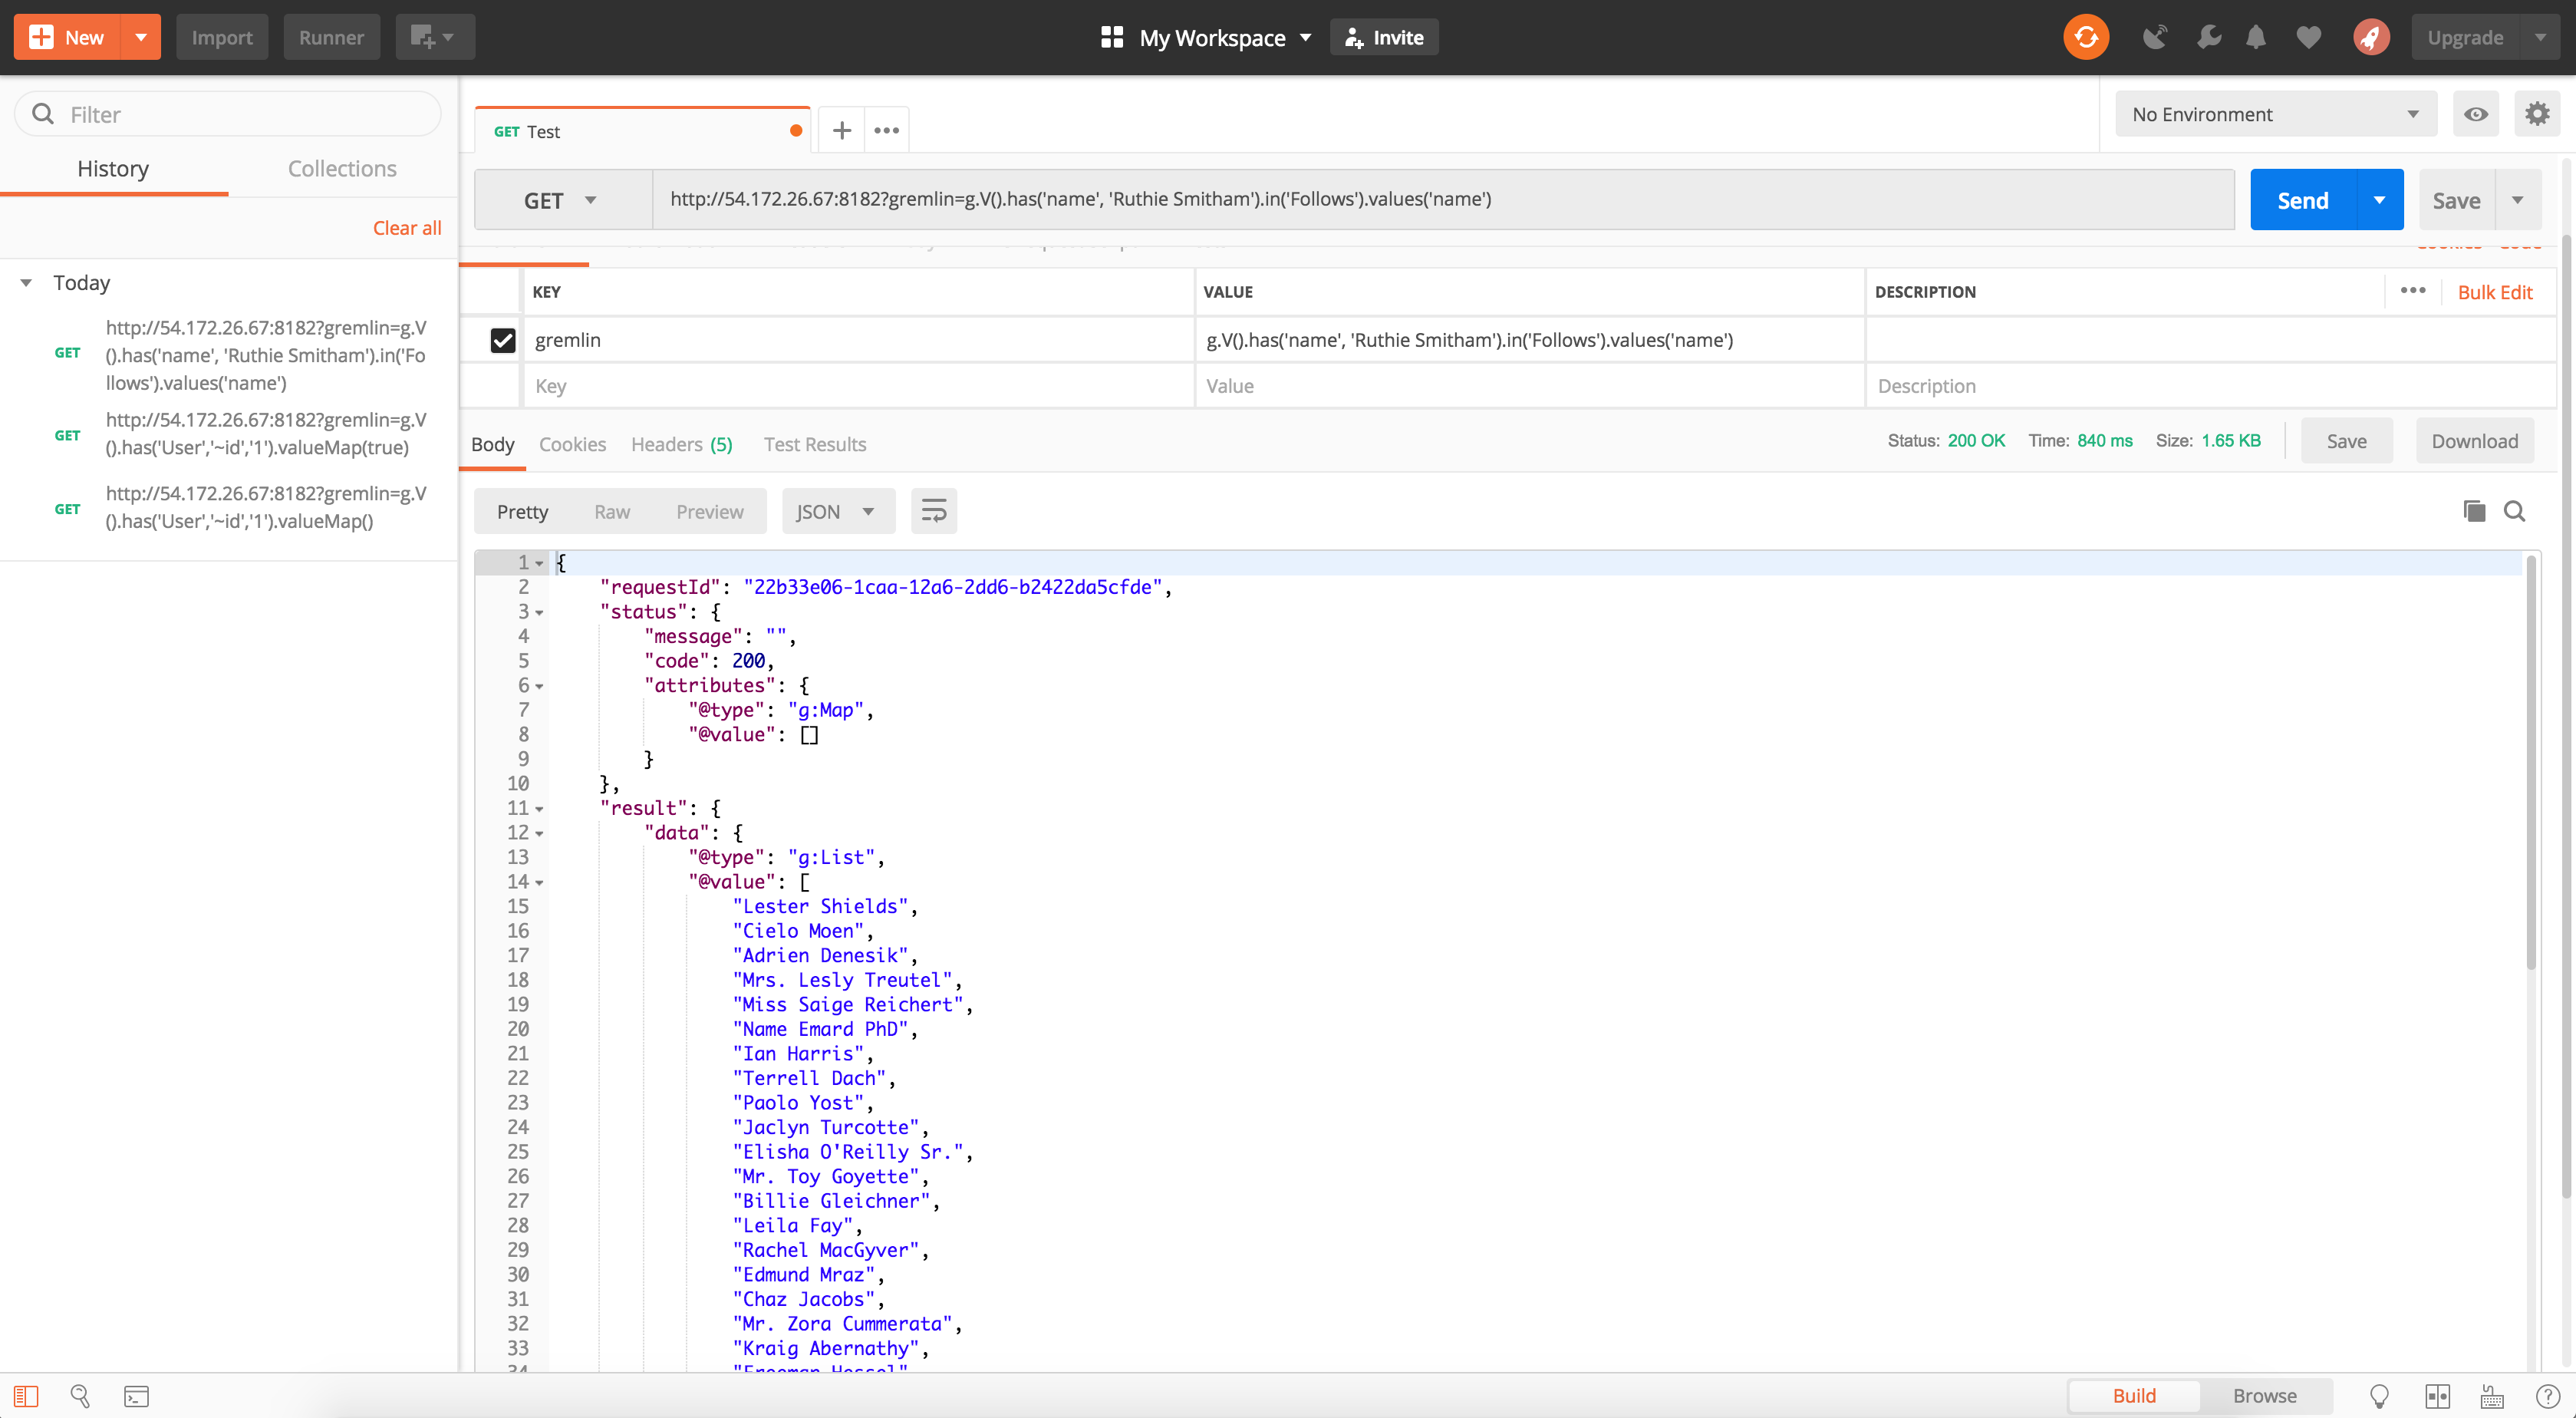 New
Import
Runner
My Workspace
Invite
Upgrade
Filter
History
Collections
Clear all
Today
GET
http://54.172.26.67:8182?gremlin=g.V
().has('name', 'Ruthie Smitham').in('Fo
llows').values('name')
GET
http://54.172.26.67:8182?gremlin=g.V
().has('User','~id','1').valueMap(true)
GET
http://54.172.26.67:8182?gremlin=g.V
().has('User','~id','1').valueMap()
GET Test
No Environment
GET
http://54.172.26.67:8182?gremlin=g.V().has('name', 'Ruthie Smitham').in('Follows').values('name')
Send
Save
KEY
VALUE
DESCRIPTION
Bulk Edit
gremlin
g.V().has('name', 'Ruthie Smitham').in('Follows').values('name')
Key
Value
Description
Body
Cookies
Headers (5)
Test Results
Status: 200 OK
Time: 840 ms
Size: 1.65 KB
Save
Download
Pretty
Raw
Preview
JSON
1 {
2 "requestId": "22b33e06-1caa-12a6-2dd6-b2422da5cfde",
3 "status": {
4 "message": "",
5 "code": 200,
6 "attributes": {
7 "@type": "g:Map",
8 "@value": []
9 }
10 },
11 "result": {
12 "data": {
13 "@type": "g:List",
14 "@value": [
15 "Lester Shields",
16 "Cielo Moen",
17 "Adrien Denesik",
18 "Mrs. Lesly Treutel",
19 "Miss Saige Reichert",
20 "Name Emard PhD",
21 "Ian Harris",
22 "Terrell Dach",
23 "Paolo Yost",
24 "Jaclyn Turcotte",
25 "Elisha O'Reilly Sr.",
26 "Mr. Toy Goyette",
27 "Billie Gleichner",
28 "Leila Fay",
29 "Rachel MacGyver",
30 "Edmund Mraz",
31 "Chaz Jacobs",
32 "Mr. Zora Cummerata",
33 "Kraig Abernathy",
Build
Browse